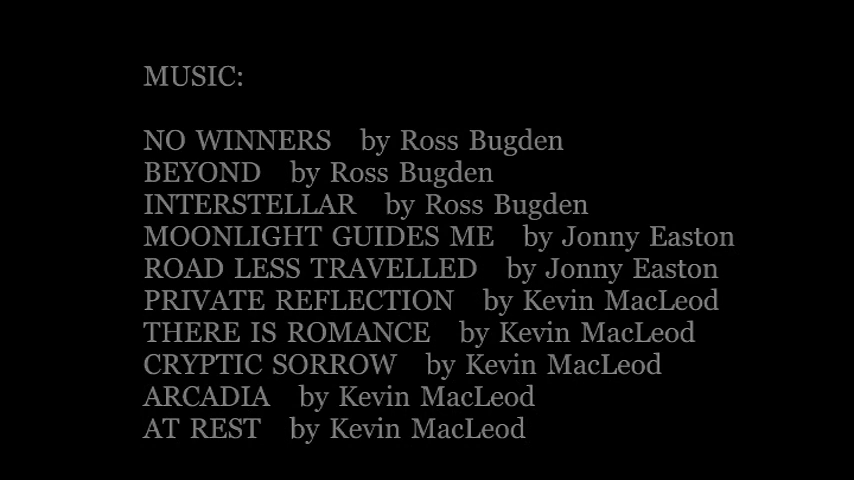 MUSIC:
NO WINNERS by Ross Bugden
BEYOND by Ross Bugden
INTERSTELLAR by Ross Bugden
MOONLIGHT GUIDES ME by Jonny Easton
ROAD LESS TRAVELLED by Jonny Easton
PRIVATE REFLECTION by Kevin MacLeod
THERE IS ROMANCE by Kevin MacLeod
CRYPTIC SORROW by Kevin MacLeod
ARCADIA by Kevin MacLeod
AT REST by Kevin MacLeod